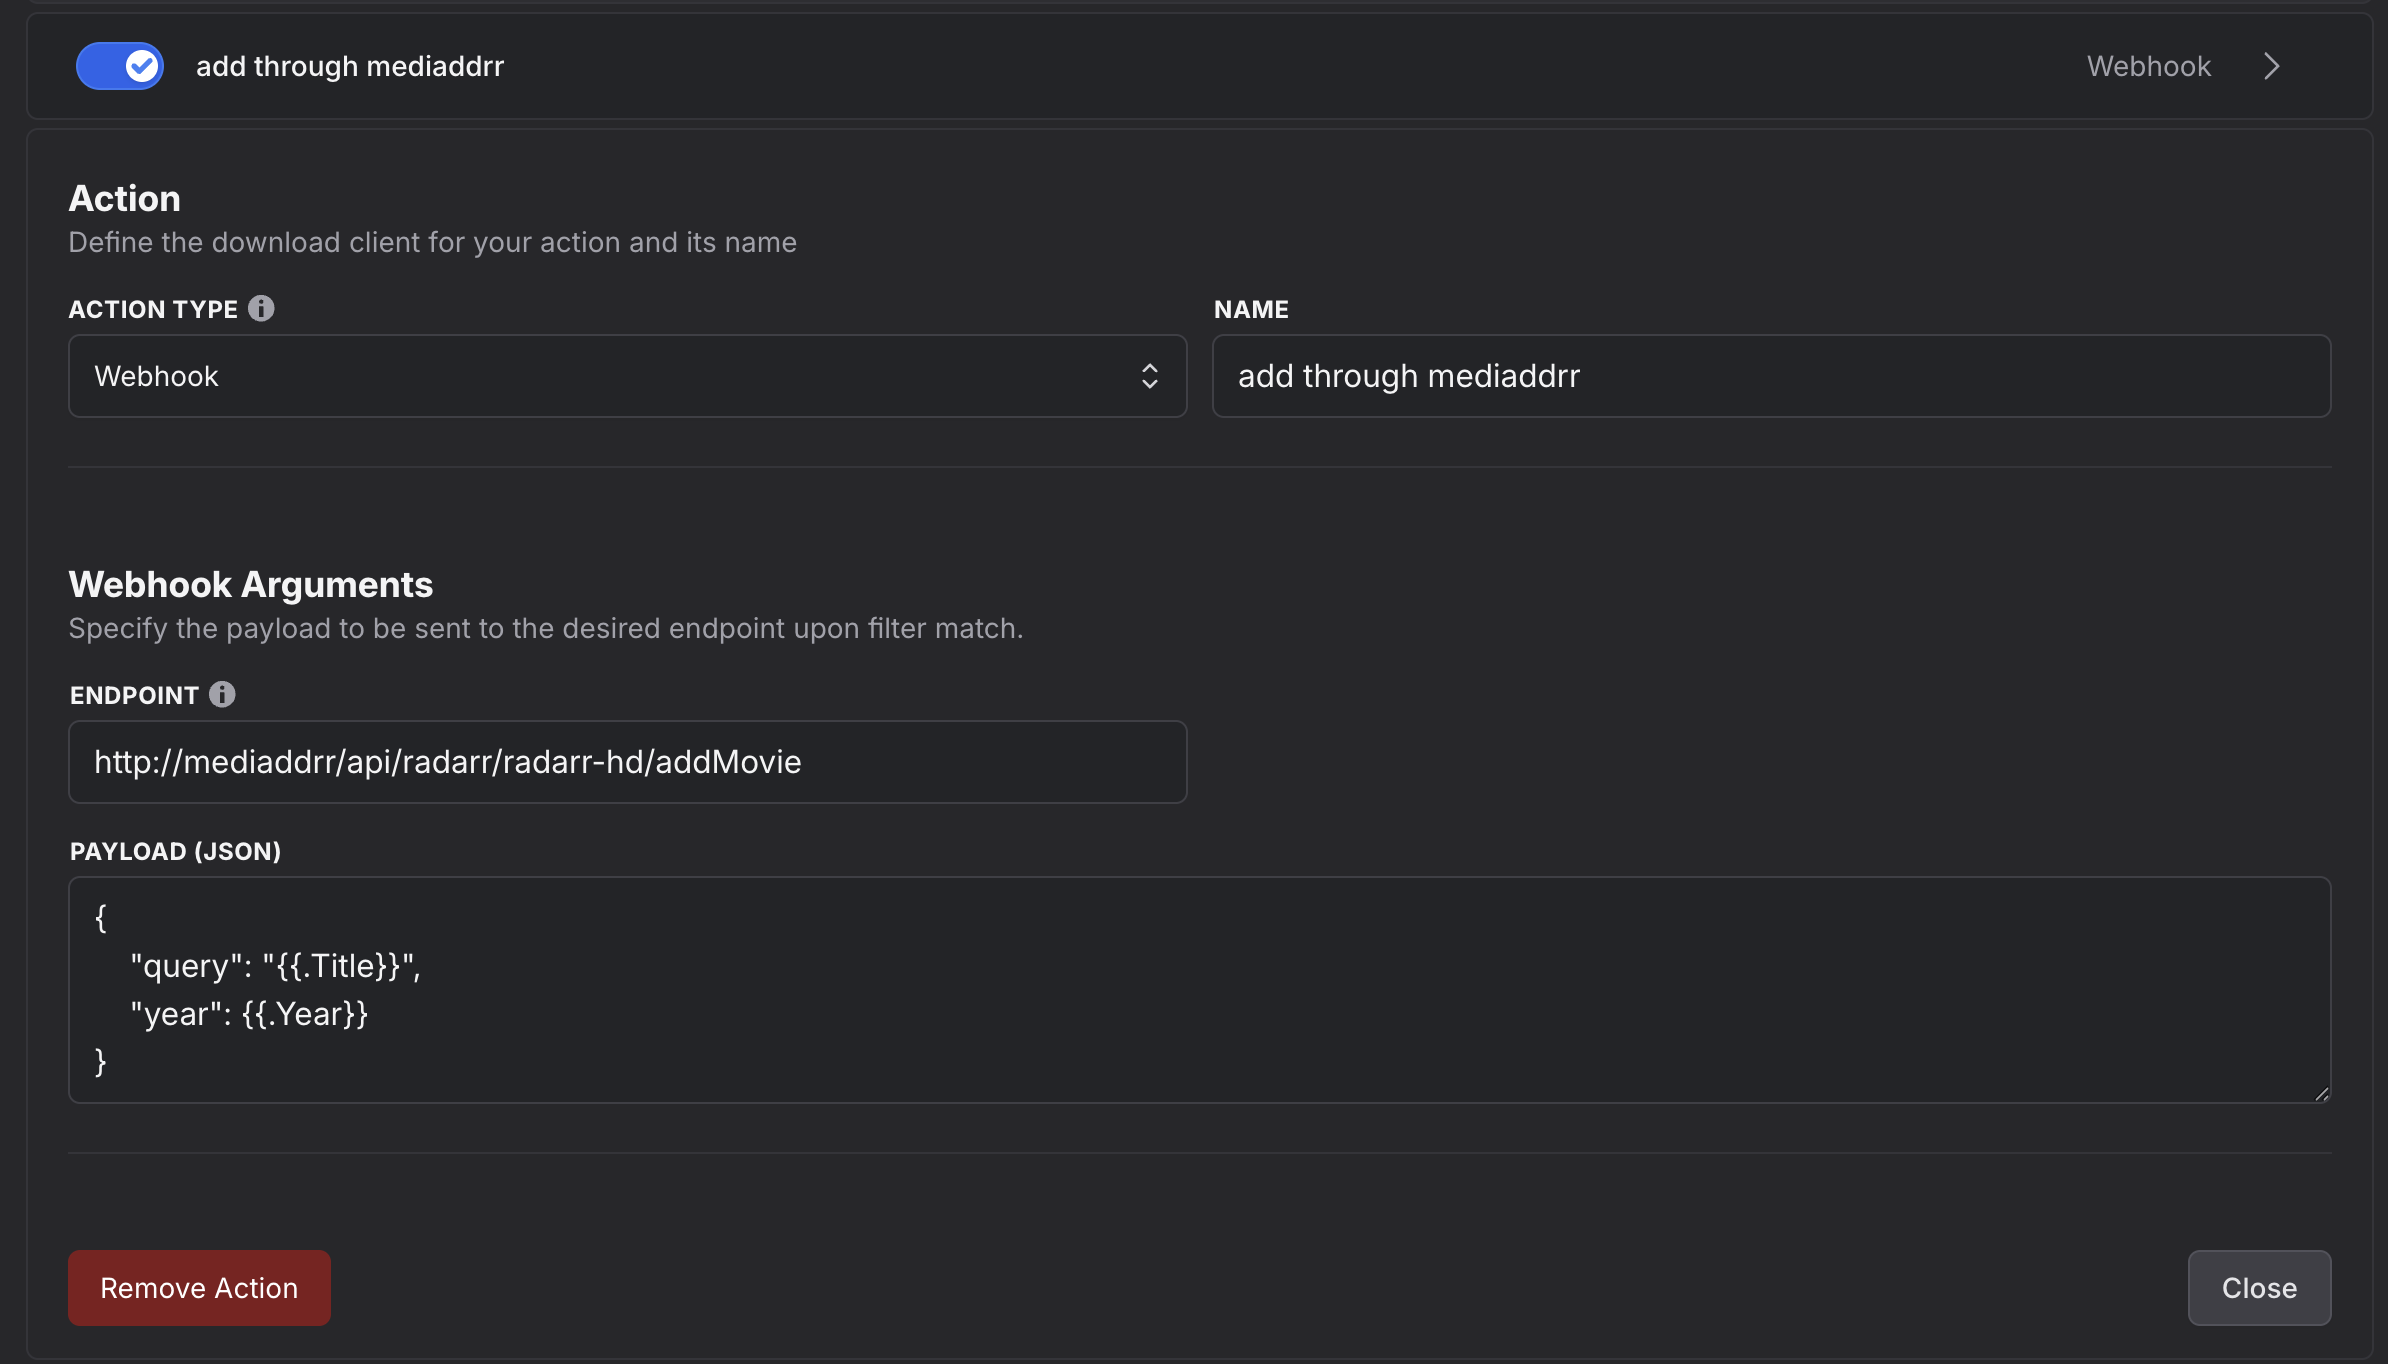 add through mediaddrr
Webhook
Action
Define the download client for your action and its name
ACTION TYPE
NAME
Webhook
add through mediaddrr
Webhook Arguments
Specify the payload to be sent to the desired endpoint upon filter match.
ENDPOINT
http://mediaddrr/api/radarr/radarr-hd/addMovie
PAYLOAD (JSON)
{
    "query": "{{.Title}}",
    "year": {{.Year}}
}
Remove Action
Close